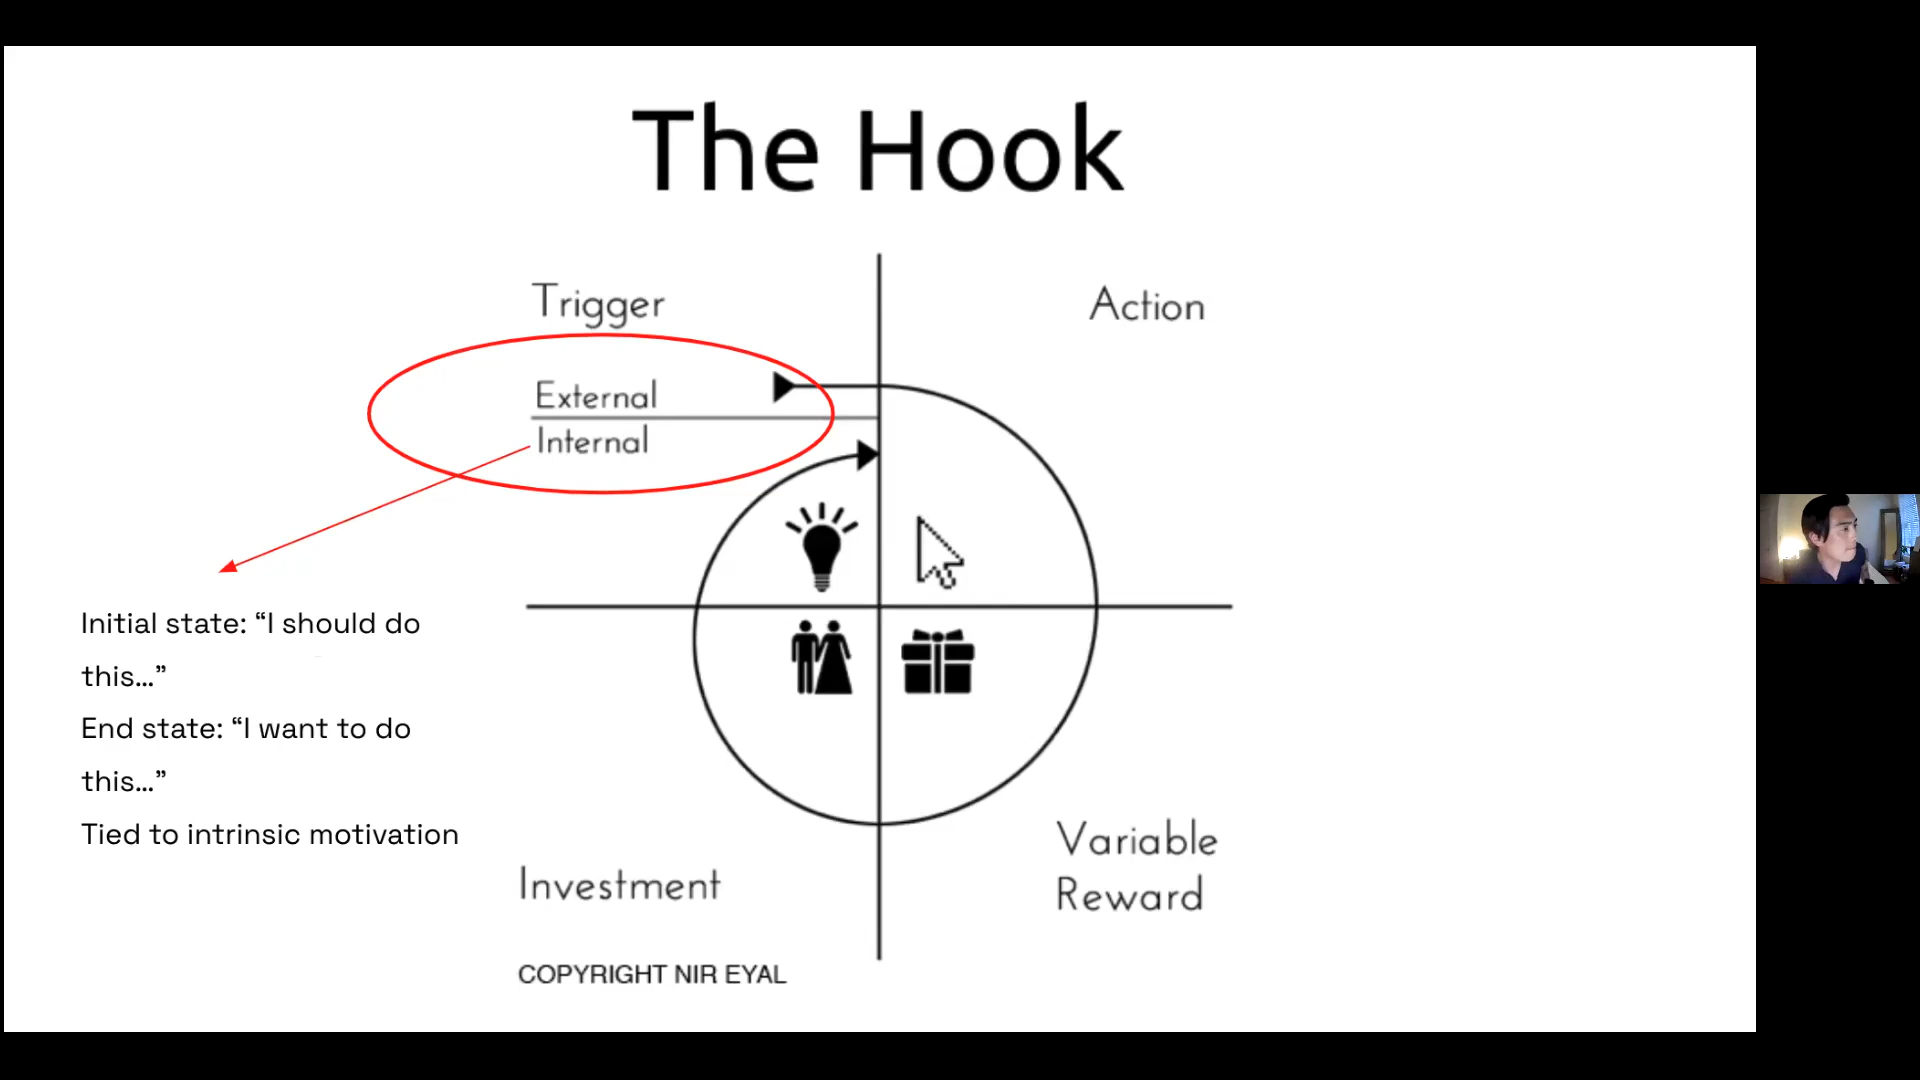 The Hook
Trigger
Action
External
Internal
Initial state: “I should do
this...”
End state: “I want to do
this...”
Tied to intrinsic motivation
Variable
Reward
Investment
COPYRIGHT NIR EYAL